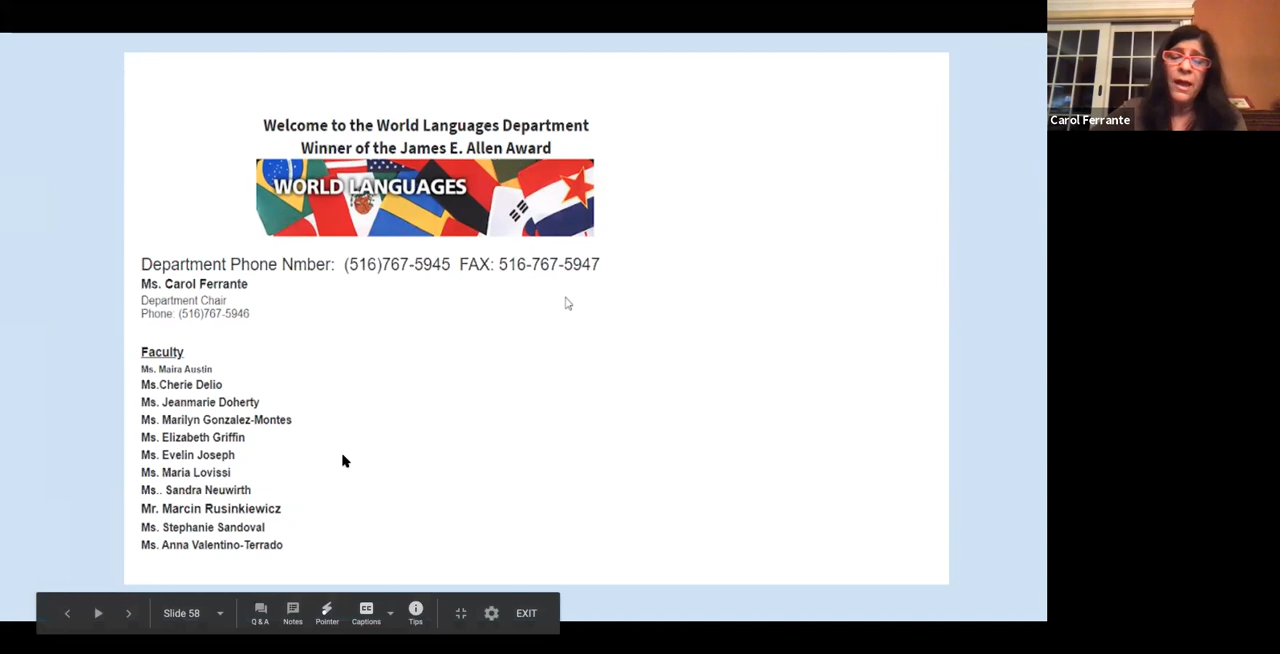 Welcome to the World Languages Department
Winner of the James E. Allen Award
WORLD LANGUAGES
Department Phone Nmber: (516)767-5945 FAX: 516-767-5947
Ms. Carol Ferrante
Department Chair
Phone: (516)767-5946
Faculty
Ms. Maira Austin
Ms.Cherie Delio
Ms. Jeanmarie Doherty
Ms. Marilyn Gonzalez-Montes
Ms. Elizabeth Griffin
Ms. Evelin Joseph
Ms. Maria Lovissi
Ms.. Sandra Neuwirth
Mr. Marcin Rusinkiewicz
Ms. Stephanie Sandoval
Ms. Anna Valentino-Terrado
Slide 58
Q & A
Notes
Pointer
CC
Captions
Tips
EXIT
Carol Ferrante